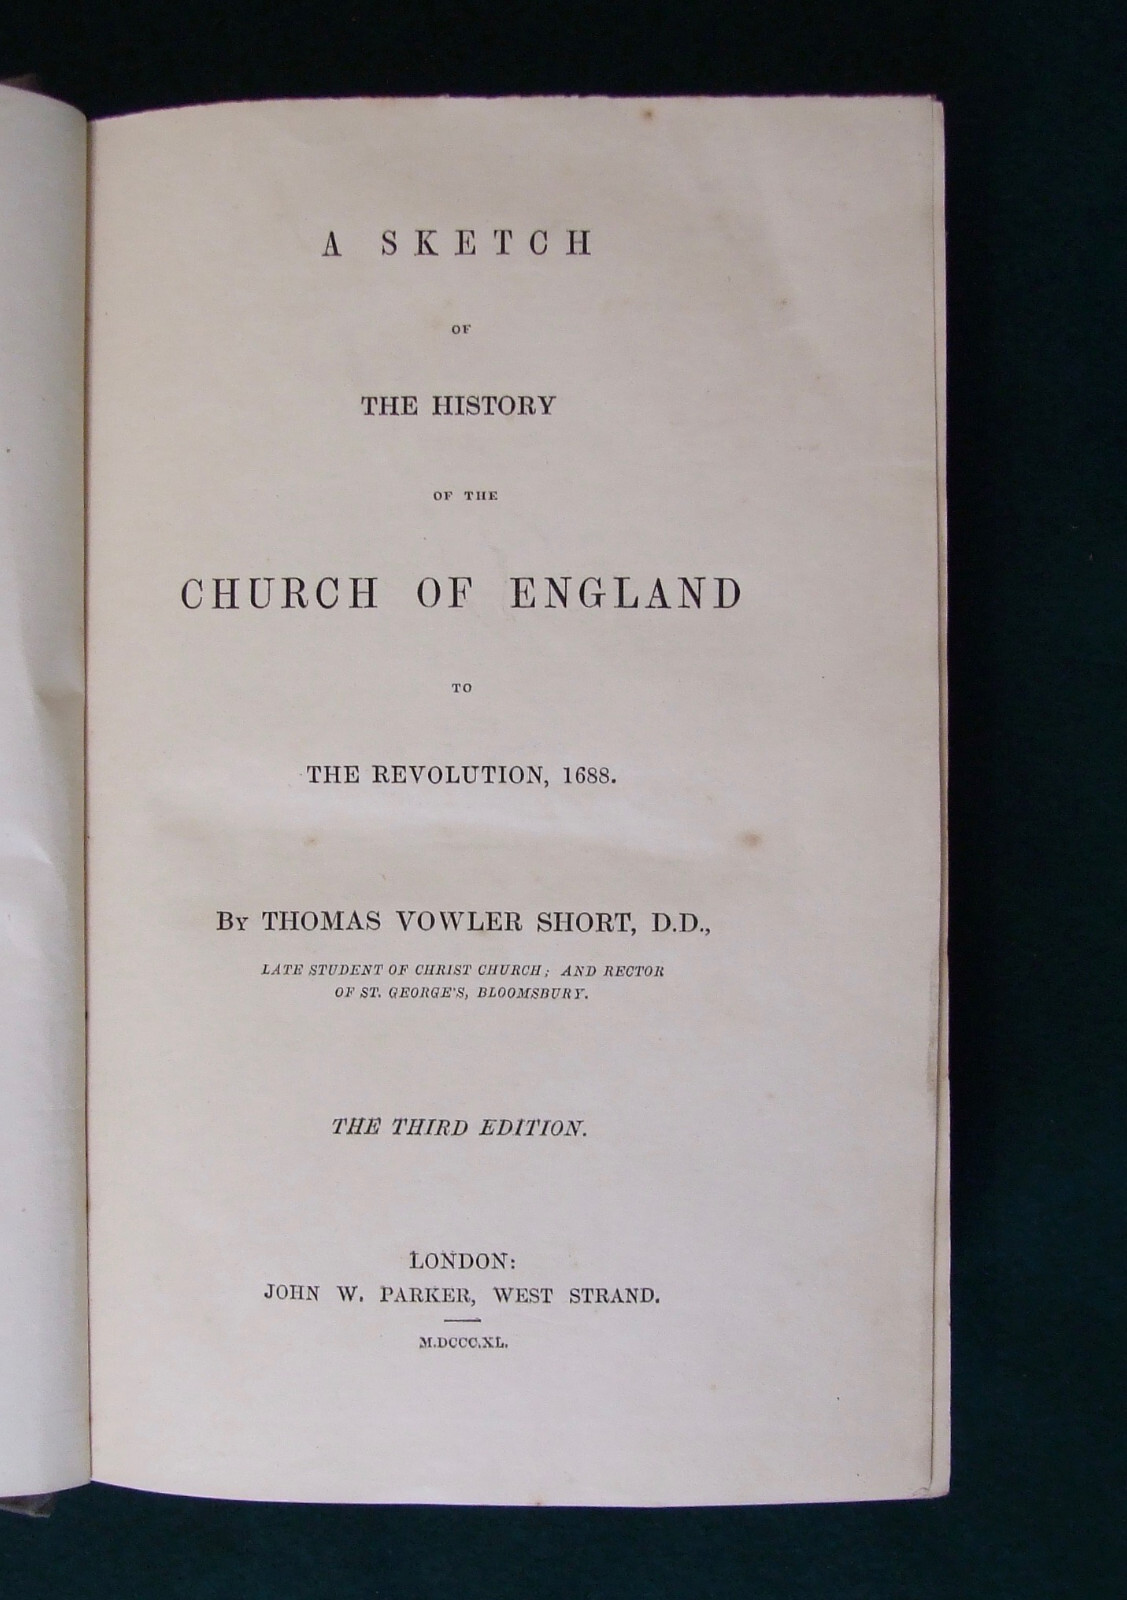 A SKETCH
OF
THE HISTORY
OF THE
CHURCH OF ENGLAND
TO
THE REVOLUTION, 1688.
By THOMAS VOWLER SHORT, D.D.,
LATE STUDENT OF CHRIST CHURCH; AND RECTOR
OF ST. GEORGE'S, BLOOMSBURY.
THE THIRD EDITION.
LONDON:
JOHN W. PARKER, WEST STRAND.
M.DCCC.XL.